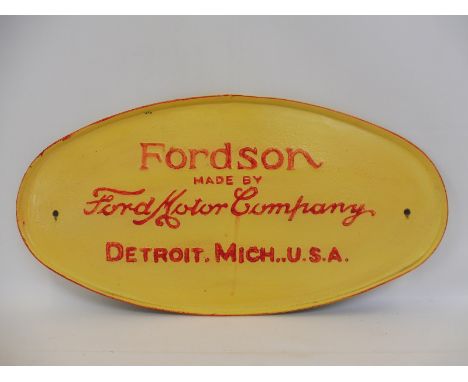 Fordson
MADE BY
Ford Motor Company
DETROIT. MICH..U.S.A.